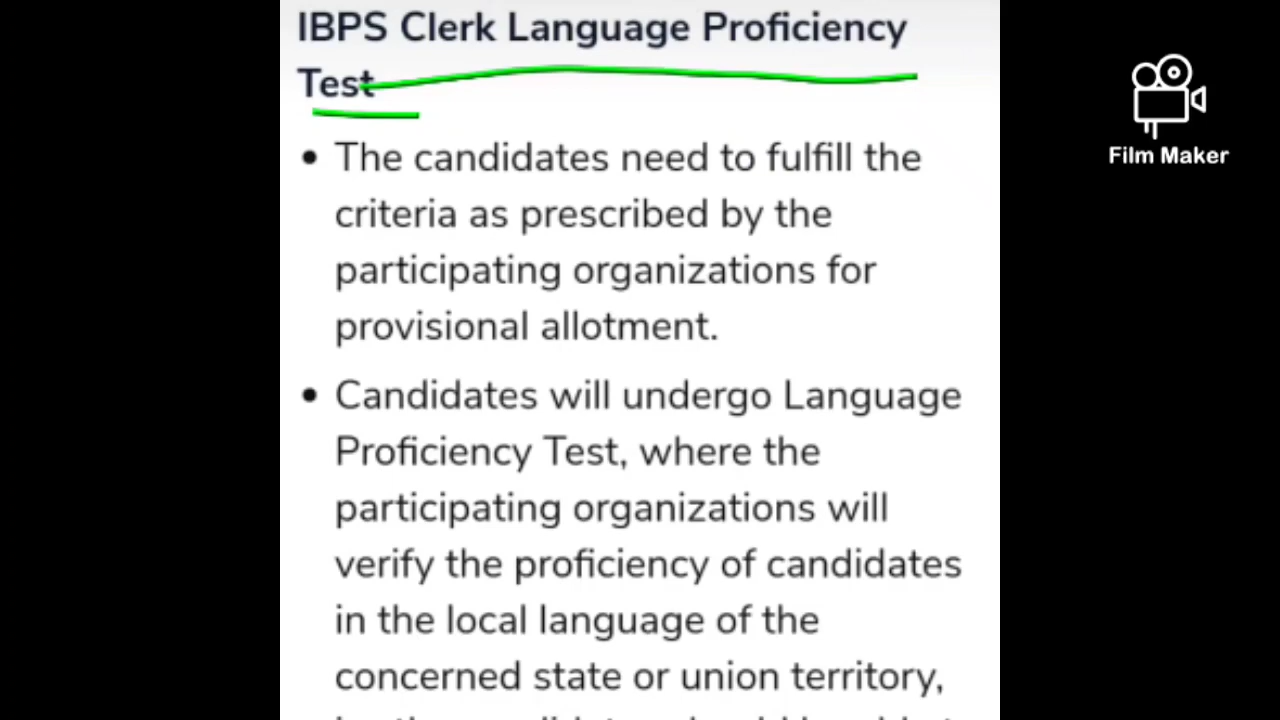 IBPS Clerk Language Proficiency
Test
• The candidates need to fulfill the
criteria as prescribed by the
participating organizations for
provisional allotment.
• Candidates will undergo Language
Proficiency Test, where the
participating organizations will
verify the proficiency of candidates
in the local language of the
concerned state or union territory,
Film Maker